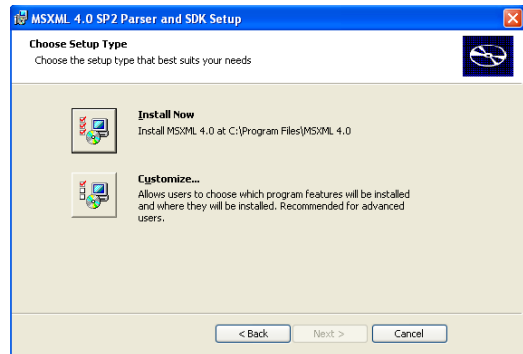 MSXML 4.0 SP2 Parser and SDK Setup
Choose Setup Type
Choose the setup type that best suits your needs
Install Now
Install MSXML 4.0 at C:\Program Files\MSXML 4.0
Customize...
Allows users to choose which program features will be installed
and where they will be installed. Recommended for advanced
users.
< Back
Next >
Cancel